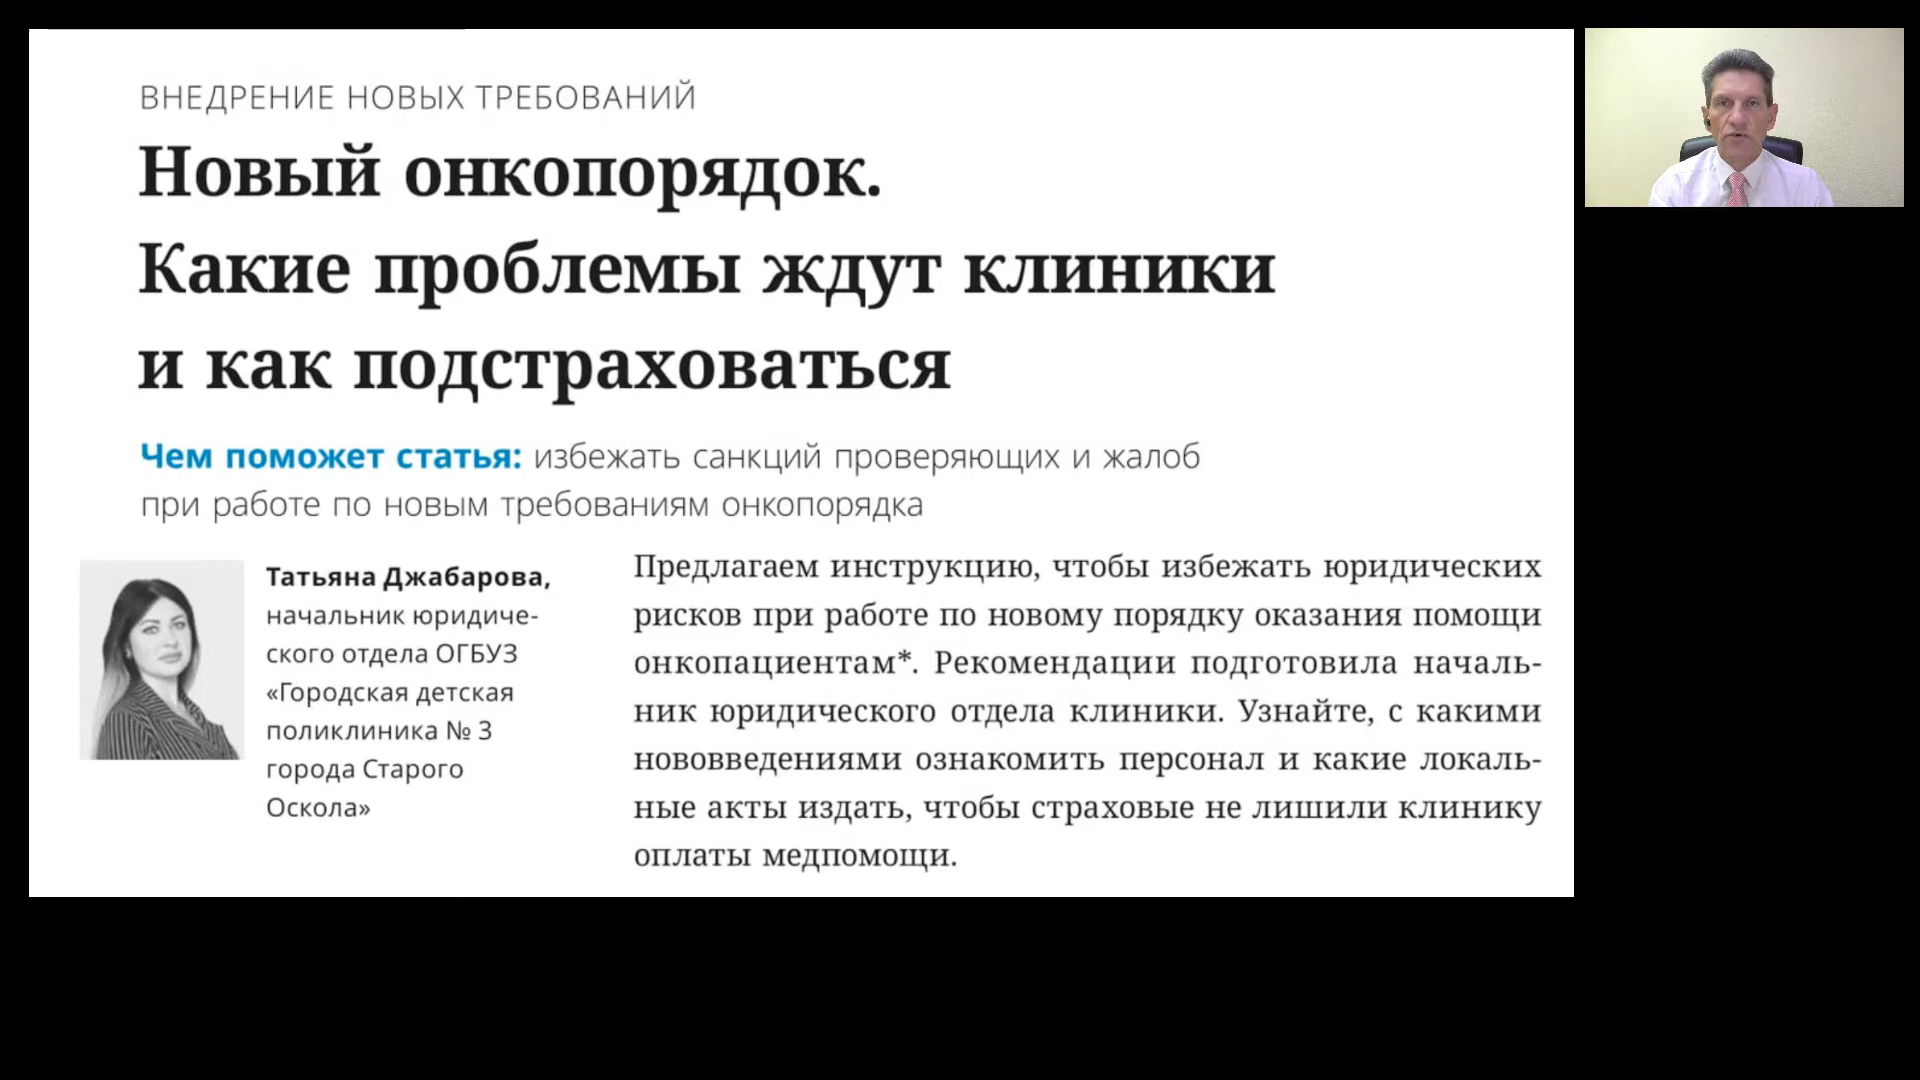 ВНЕДРЕНИЕ НОВЫХ ТРЕБОВАНИЙ
Новый онкопорядок.
Какие проблемы ждут клиники
и как подстраховаться
Чем поможет статья: избежать санкций проверяющих и жалоб
при работе по новым требованиям онкопорядка
Татьяна Джабарова,
начальник юридиче-
ского отдела ОГБУЗ
«Городская детская
поликлиника № 3
города Старого
Оскола»
Предлагаем инструкцию, чтобы избежать юридических
рисков при работе по новому порядку оказания помощи
онкопациентам*. Рекомендации подготовила началь-
ник юридического отдела клиники. Узнайте, с какими
нововведениями ознакомить персонал и какие локаль-
ные акты издать, чтобы страховые не лишили клинику
оплаты медпомощи.